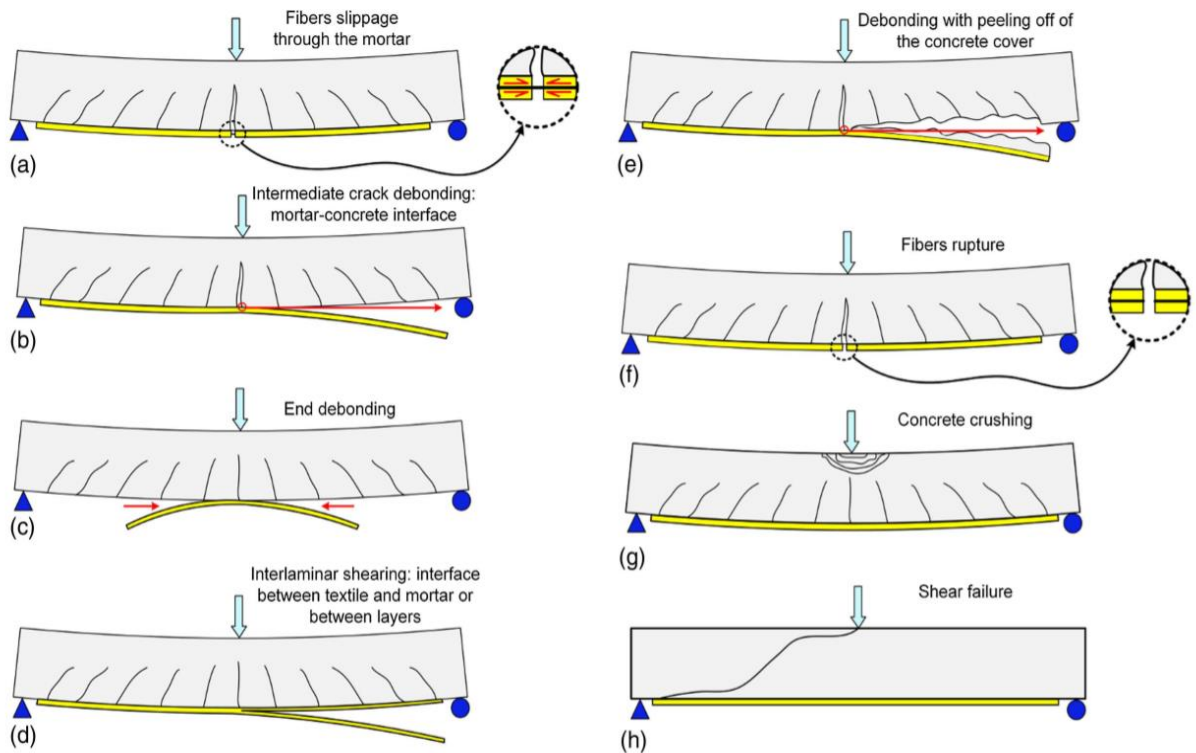 Fibers slippage
through the mortar
(a)
Intermediate crack debonding:
mortar-concrete interface
(b)
End debonding
(c)
Interlaminar shearing: interface
between textile and mortar or
between layers
(d)
Debonding with peeling off of
the concrete cover
(e)
Fibers rupture
(f)
Concrete crushing
(g)
Shear failure
(h)